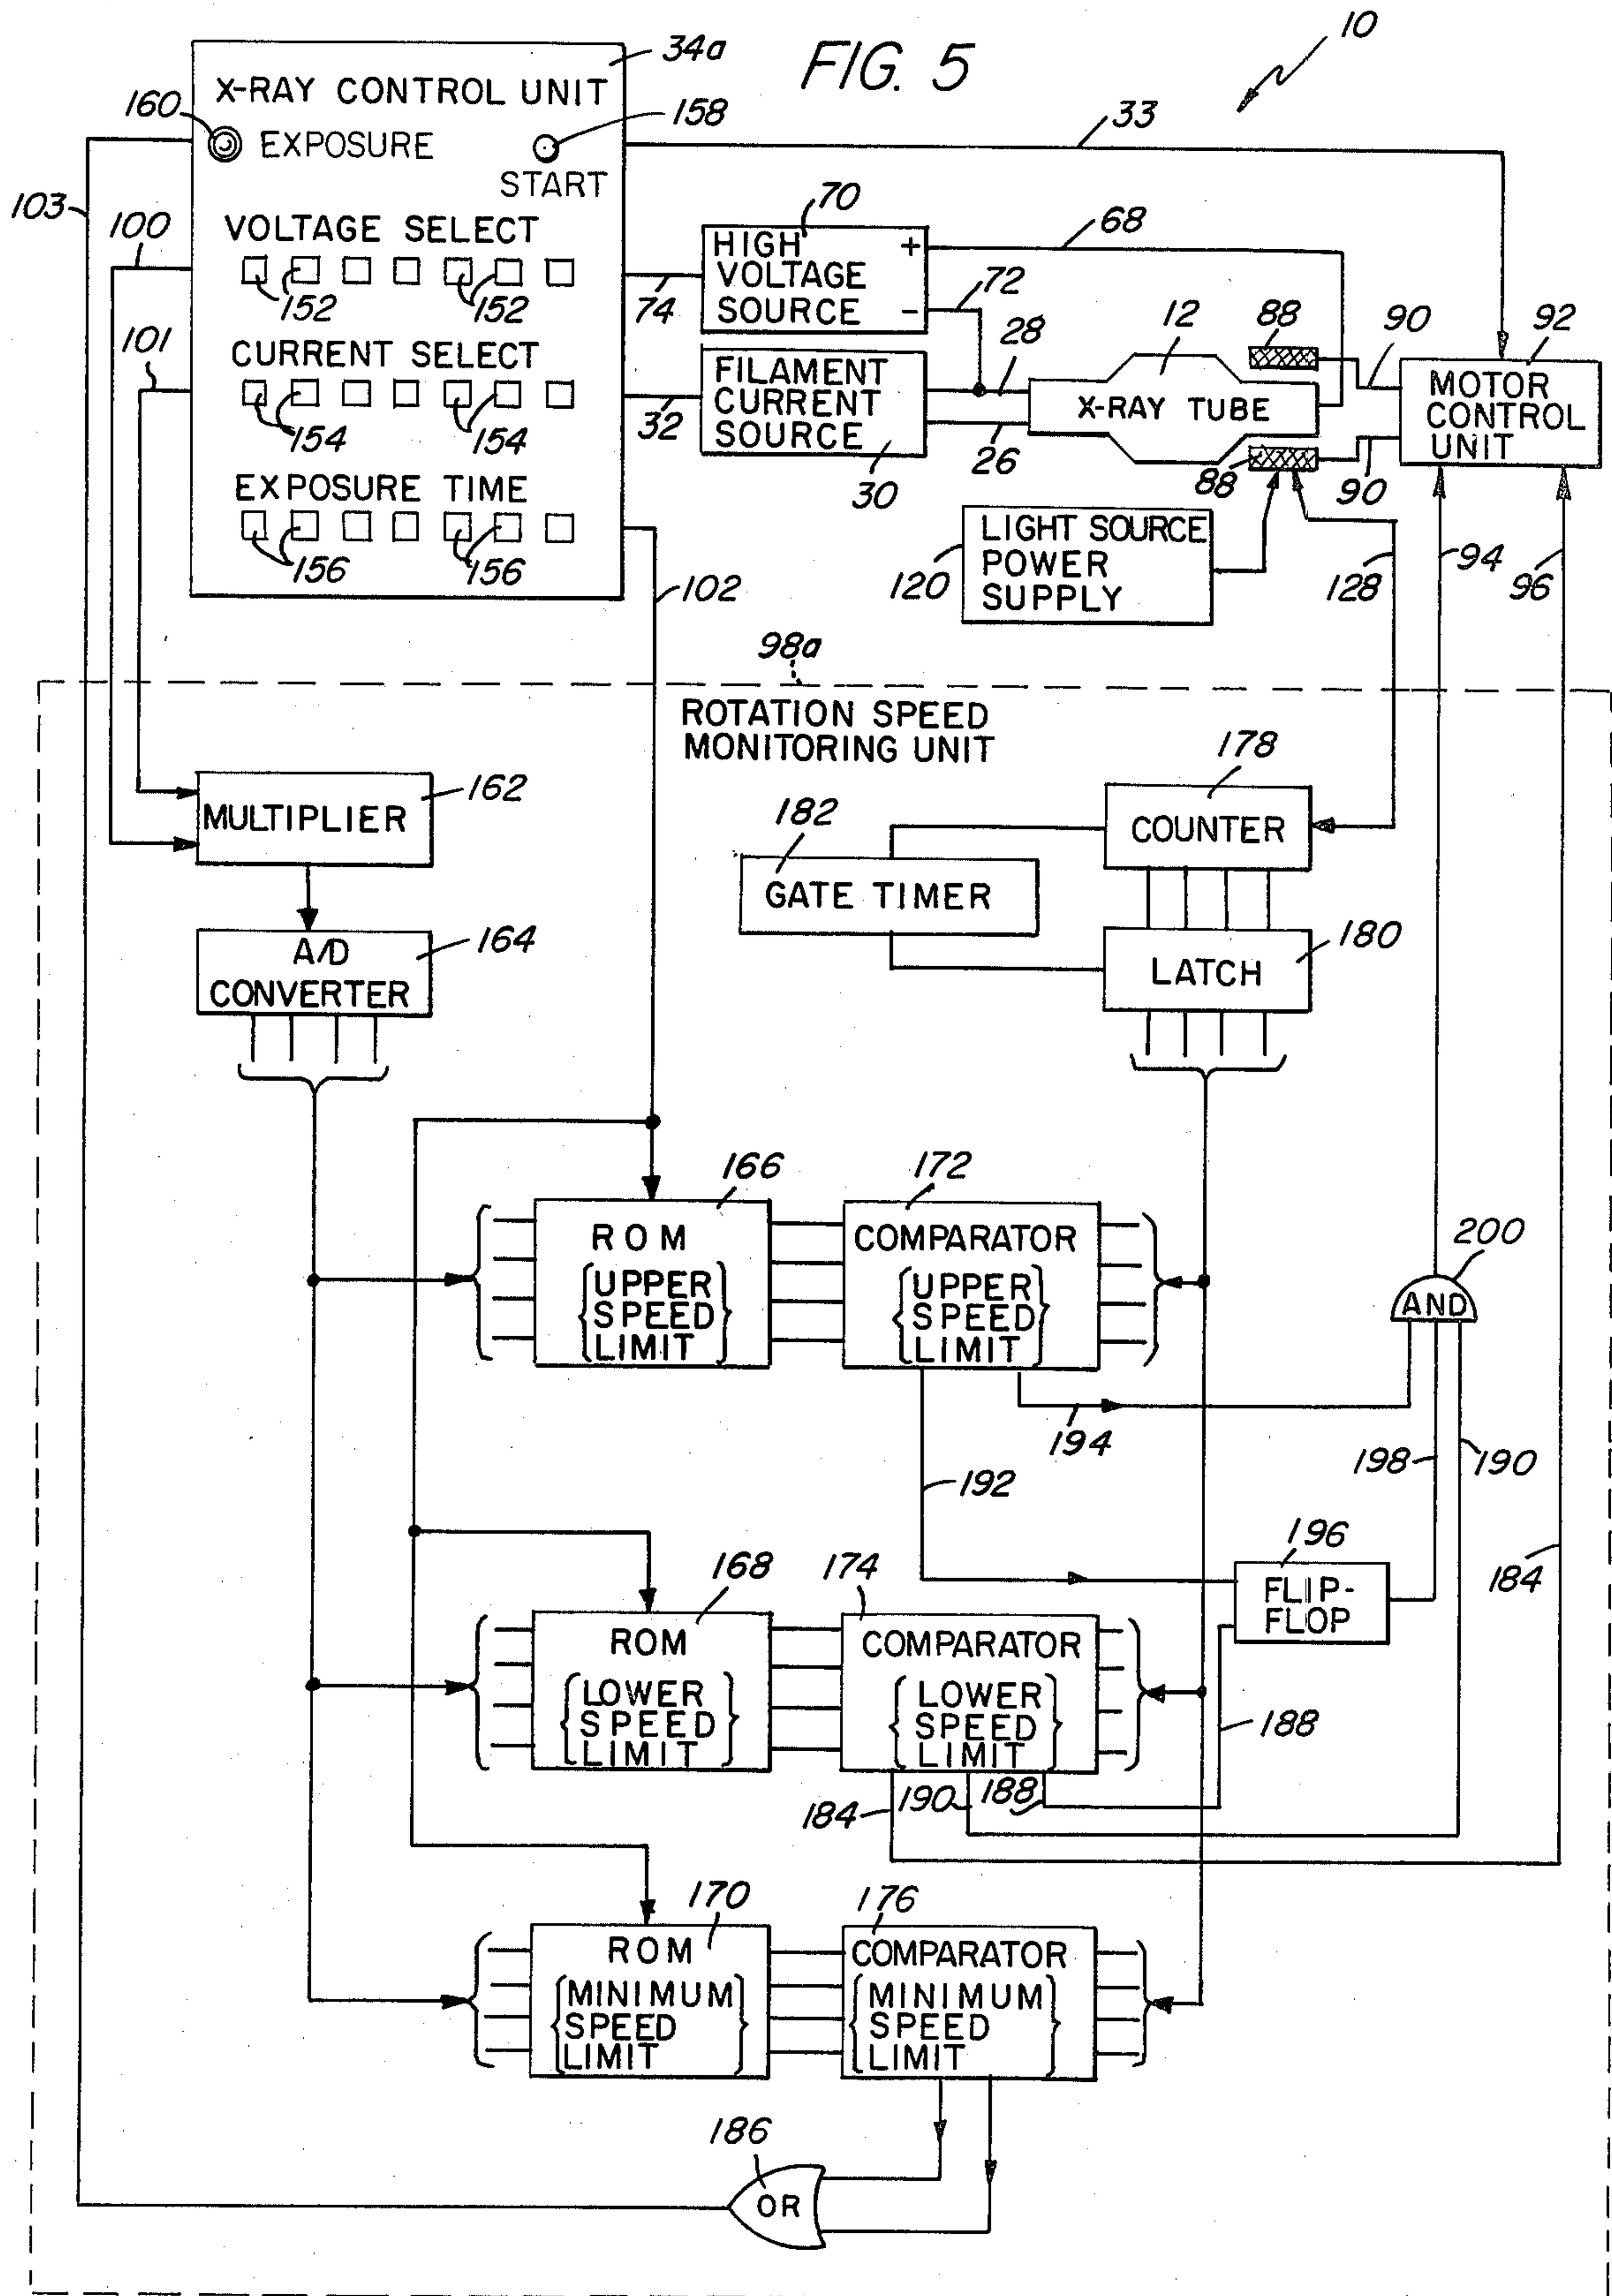 FIG. 5
10
34a
X-RAY CONTROL UNIT
160
EXPOSURE
158
START
33
103
100
VOLTAGE SELECT
152
152
74
70
HIGH
VOLTAGE
SOURCE
+
-
68
72
101
CURRENT SELECT
154
154
32
FILAMENT
CURRENT
SOURCE
30
28
26
12
X-RAY TUBE
88
88
90
90
92
MOTOR
CONTROL
UNIT
EXPOSURE TIME
156
156
102
LIGHT SOURCE
POWER
SUPPLY
120
128
94
96
98a
ROTATION SPEED
MONITORING UNIT
MULTIPLIER
162
182
GATE TIMER
178
COUNTER
A/D
CONVERTER
164
180
LATCH
166
ROM
UPPER
SPEED
LIMIT
172
COMPARATOR
UPPER
SPEED
LIMIT
200
AND
194
192
198
190
196
FLIP-
FLOP
184
168
ROM
LOWER
SPEED
LIMIT
174
COMPARATOR
LOWER
SPEED
LIMIT
188
184
190
188
170
ROM
MINIMUM
SPEED
LIMIT
176
COMPARATOR
MINIMUM
SPEED
LIMIT
186
OR